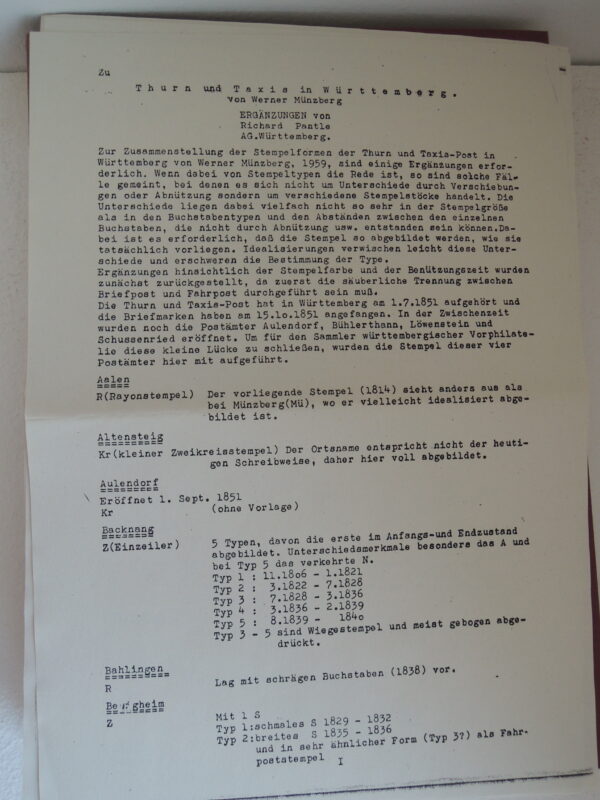 Zu
Thurn und Taxis in Württemberg.
von Werner Münzberg
ERGÄNZUNGEN von
Richard Pantle
AG.Württemberg.
Zur Zusammenstellung der Stempelformen der Thurn und Taxis-Post in
Württemberg von Werner Münzberg, 1959, sind einige Ergänzungen erfor-
derlich. Wenn dabei von Stempeltypen die Rede ist, so sind solche Fäl-
le gemeint, bei denen es sich nicht um Unterschiede durch Verschiebun-
gen oder Abnützung sondern um verschiedene Stempelstöcke handelt. Die
Unterschiede liegen dabei vielfach nicht so sehr in der Stempelgröße
als in den Buchstabentypen und den Abständen zwischen den einzelnen
Buchstaben, die nicht durch Abnützung usw. entstanden sein können.Da-
bei ist es erforderlich, daß die Stempel so abgebildet werden, wie sie
tatsächlich vorliegen. Idealisierungen verwischen leicht diese Unter-
schiede und erschweren die Bestimmung der Type.
Ergänzungen hinsichtlich der Stempelfarbe und der Benützungszeit wurden
zunächst zurückgestellt, da zuerst die säuberliche Trennung zwischen
Briefpost und Fahrpost durchgeführt sein muß.
Die Thurn und Taxis-Post hat in Württemberg am 1.7.1851 aufgehört und
die Briefmarken haben am 15.1o.1851 angefangen. In der Zwischenzeit
wurden noch die Postämter Aulendorf, Bühlerthann, Löwenstein und
Schussenried eröffnet. Um für den Sammler württembergischer Vorphilate-
lie diese kleine Lücke zu schließen, wurden die Stempel dieser vier
Postämter hier mit aufgeführt.
Aalen
R(Rayonstempel) Der vorliegende Stempel (1814) sieht anders aus als
bei Münzberg(Mü), wo er vielleicht idealisiert abge-
bildet ist.
Altensteig
Kr(kleiner Zweikreisstempel) Der Ortsname entspricht nicht der heuti-
gen Schreibweise, daher hier voll abgebildet.
Aulendorf
Eröffnet 1. Sept. 1851
Kr (ohne Vorlage)
Backnang
Z(Einzeiler) 5 Typen, davon die erste im Anfangs-und Endzustand
abgebildet. Unterschiedsmerkmale besonders das A und
bei Typ 5 das verkehrte N.
Typ 1 : 11.18o6 - 1.1821
Typ 2 : 3.1822 - 7.1828
Typ 3 : 7.1828 - 3.1836
Typ 4 : 3.1836 - 2.1839
Typ 5 : 8.1839 - 184o
Typ 3 - 5 sind Wiegestempel und meist gebogen abge-
drückt.
Bahlingen
R Lag mit schrägen Buchstaben (1838) vor.
Besigheim
Z Mit 1 S
Typ 1:schmales S 1829 - 1832
Typ 2:breites S 1835 - 1836
und in sehr ähnlicher Form (Typ 3?) als Fahr-
poststempel
I